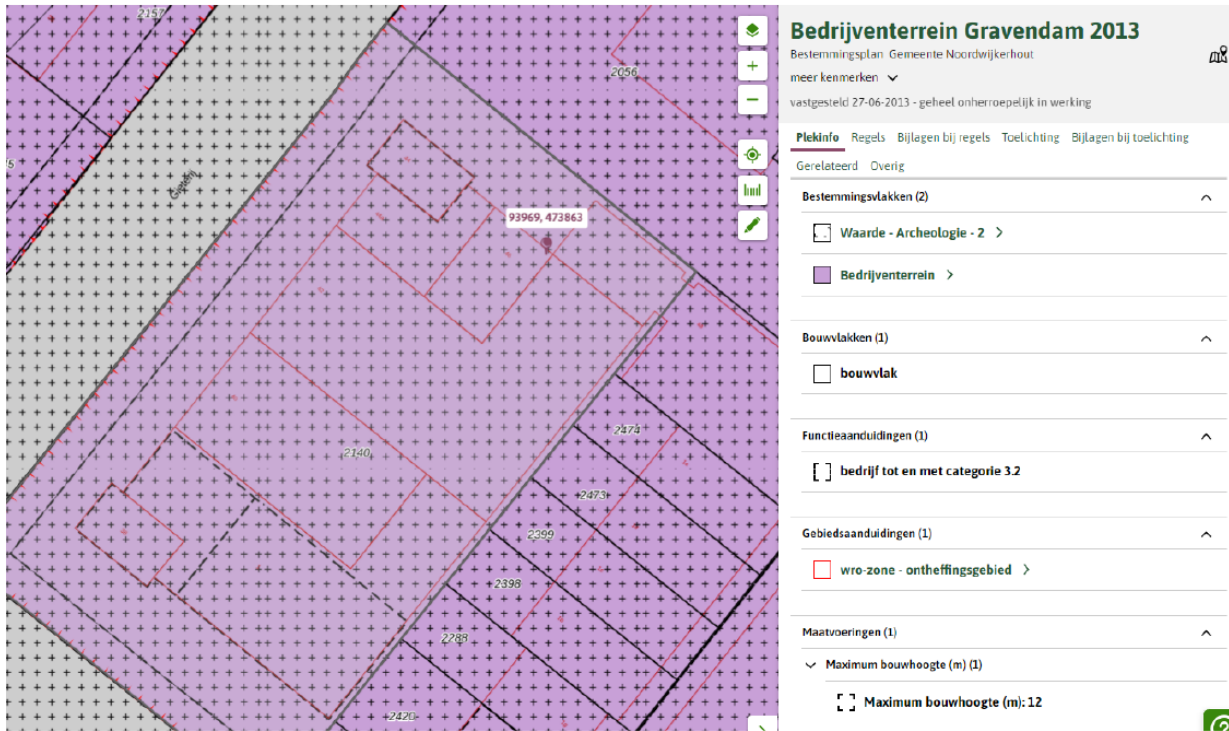 2157
2056
Gieterij
93969, 473863
2140
2474
2473
2399
2398
2288
2420
Bedrijventerrein Gravendam 2013
Bestemmingsplan Gemeente Noordwijkerhout
meer kenmerken
vastgesteld 27-06-2013 - geheel onherroepelijk in werking
Plekinfo Regels Bijlagen bij regels Toelichting Bijlagen bij toelichting
Gerelateerd Overig
Bestemmingsvlakken (2)
Waarde - Archeologie - 2
Bedrijventerrein
Bouwvlakken (1)
bouwvlak
Functieaanduidingen (1)
bedrijf tot en met categorie 3.2
Gebiedsaanduidingen (1)
wro-zone - ontheffingsgebied
Maatvoeringen (1)
Maximum bouwhoogte (m) (1)
Maximum bouwhoogte (m): 12